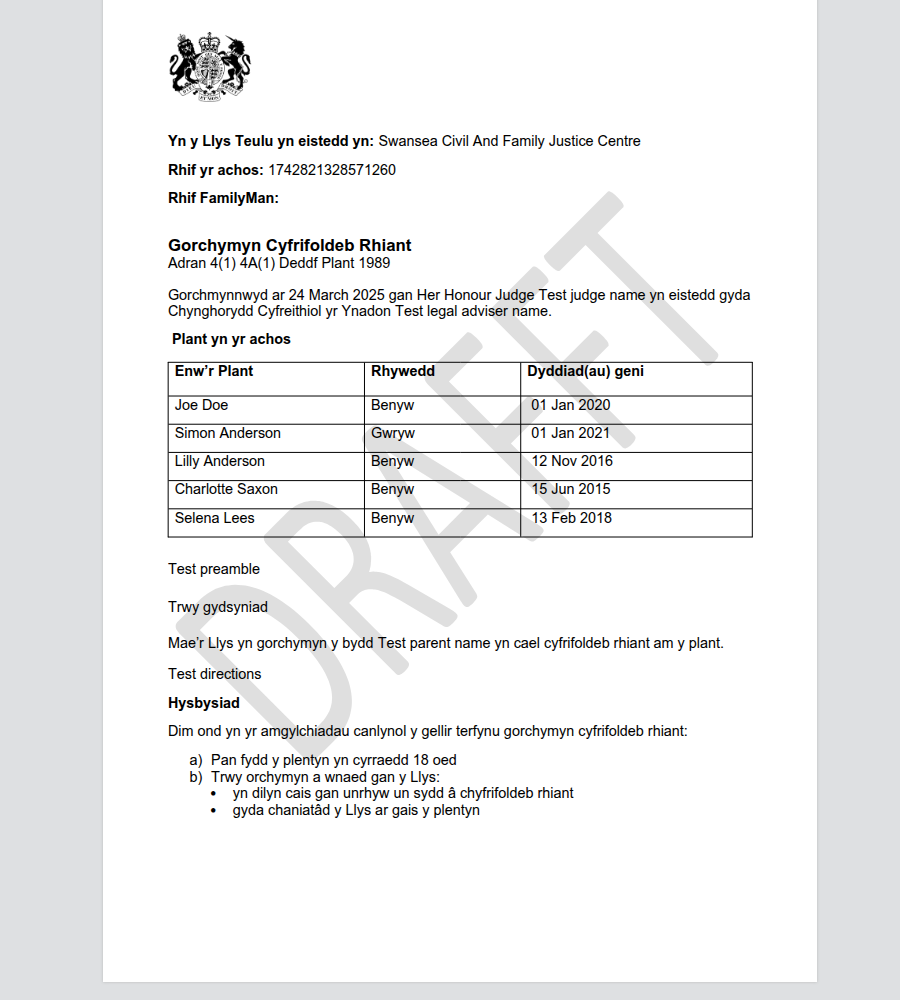 Yn y Llys Teulu yn eistedd yn: Swansea Civil And Family Justice Centre
Rhif yr achos: 1742821328571260
Rhif FamilyMan:
Gorchymyn Cyfrifoldeb Rhiant
Adran 4(1) 4A(1) Deddf Plant 1989
Gorchmynnwyd ar 24 March 2025 gan Her Honour Judge Test judge name yn eistedd gyda
Chynghorydd Cyfreithiol yr Ynadon Test legal adviser name.
Plant yn yr achos
Enw’r Plant Rhywedd Dyddiad(au) geni
Joe Doe Benyw 01 Jan 2020
Simon Anderson Gwryw 01 Jan 2021
Lilly Anderson Benyw 12 Nov 2016
Charlotte Saxon Benyw 15 Jun 2015
Selena Lees Benyw 13 Feb 2018
Test preamble
Trwy gydsyniad
Mae’r Llys yn gorchymyn y bydd Test parent name yn cael cyfrifoldeb rhiant am y plant.
Test directions
Hysbysiad
Dim ond yn yr amgylchiadau canlynol y gellir terfynu gorchymyn cyfrifoldeb rhiant:
a) Pan fydd y plentyn yn cyrraedd 18 oed
b) Trwy orchymyn a wnaed gan y Llys:
• yn dilyn cais gan unrhyw un sydd â chyfrifoldeb rhiant
• gyda chaniatâd y Llys ar gais y plentyn
DRAFFT